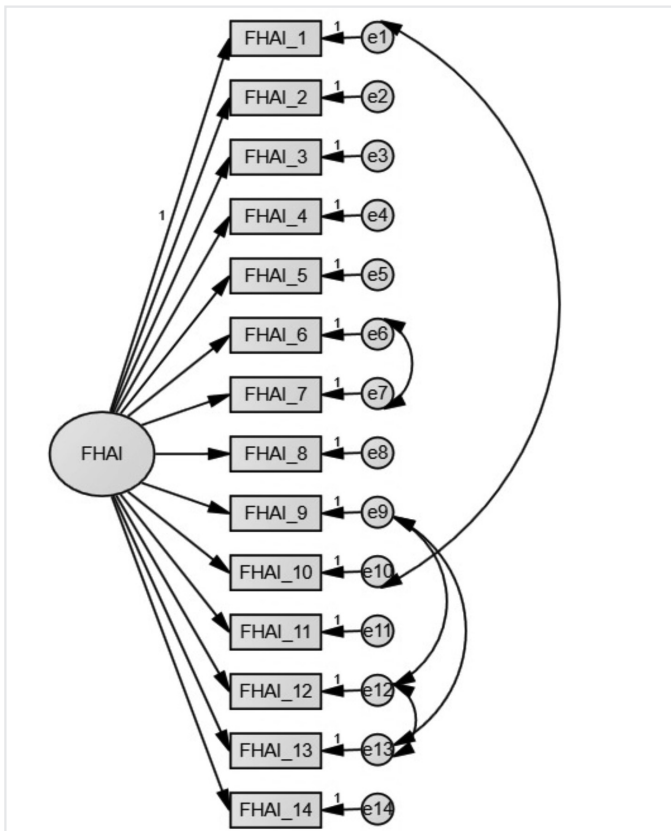 FHAI_1 1 e1
FHAI_2 1 e2
FHAI_3 1 e3
FHAI_4 1 e4
1
FHAI_5 1 e5
FHAI_6 1 e6
FHAI_7 1 e7
FHAI
FHAI_8 1 e8
FHAI_9 1 e9
FHAI_10 1 e10
FHAI_11 1 e11
FHAI_12 1 e12
FHAI_13 1 e13
FHAI_14 1 e14